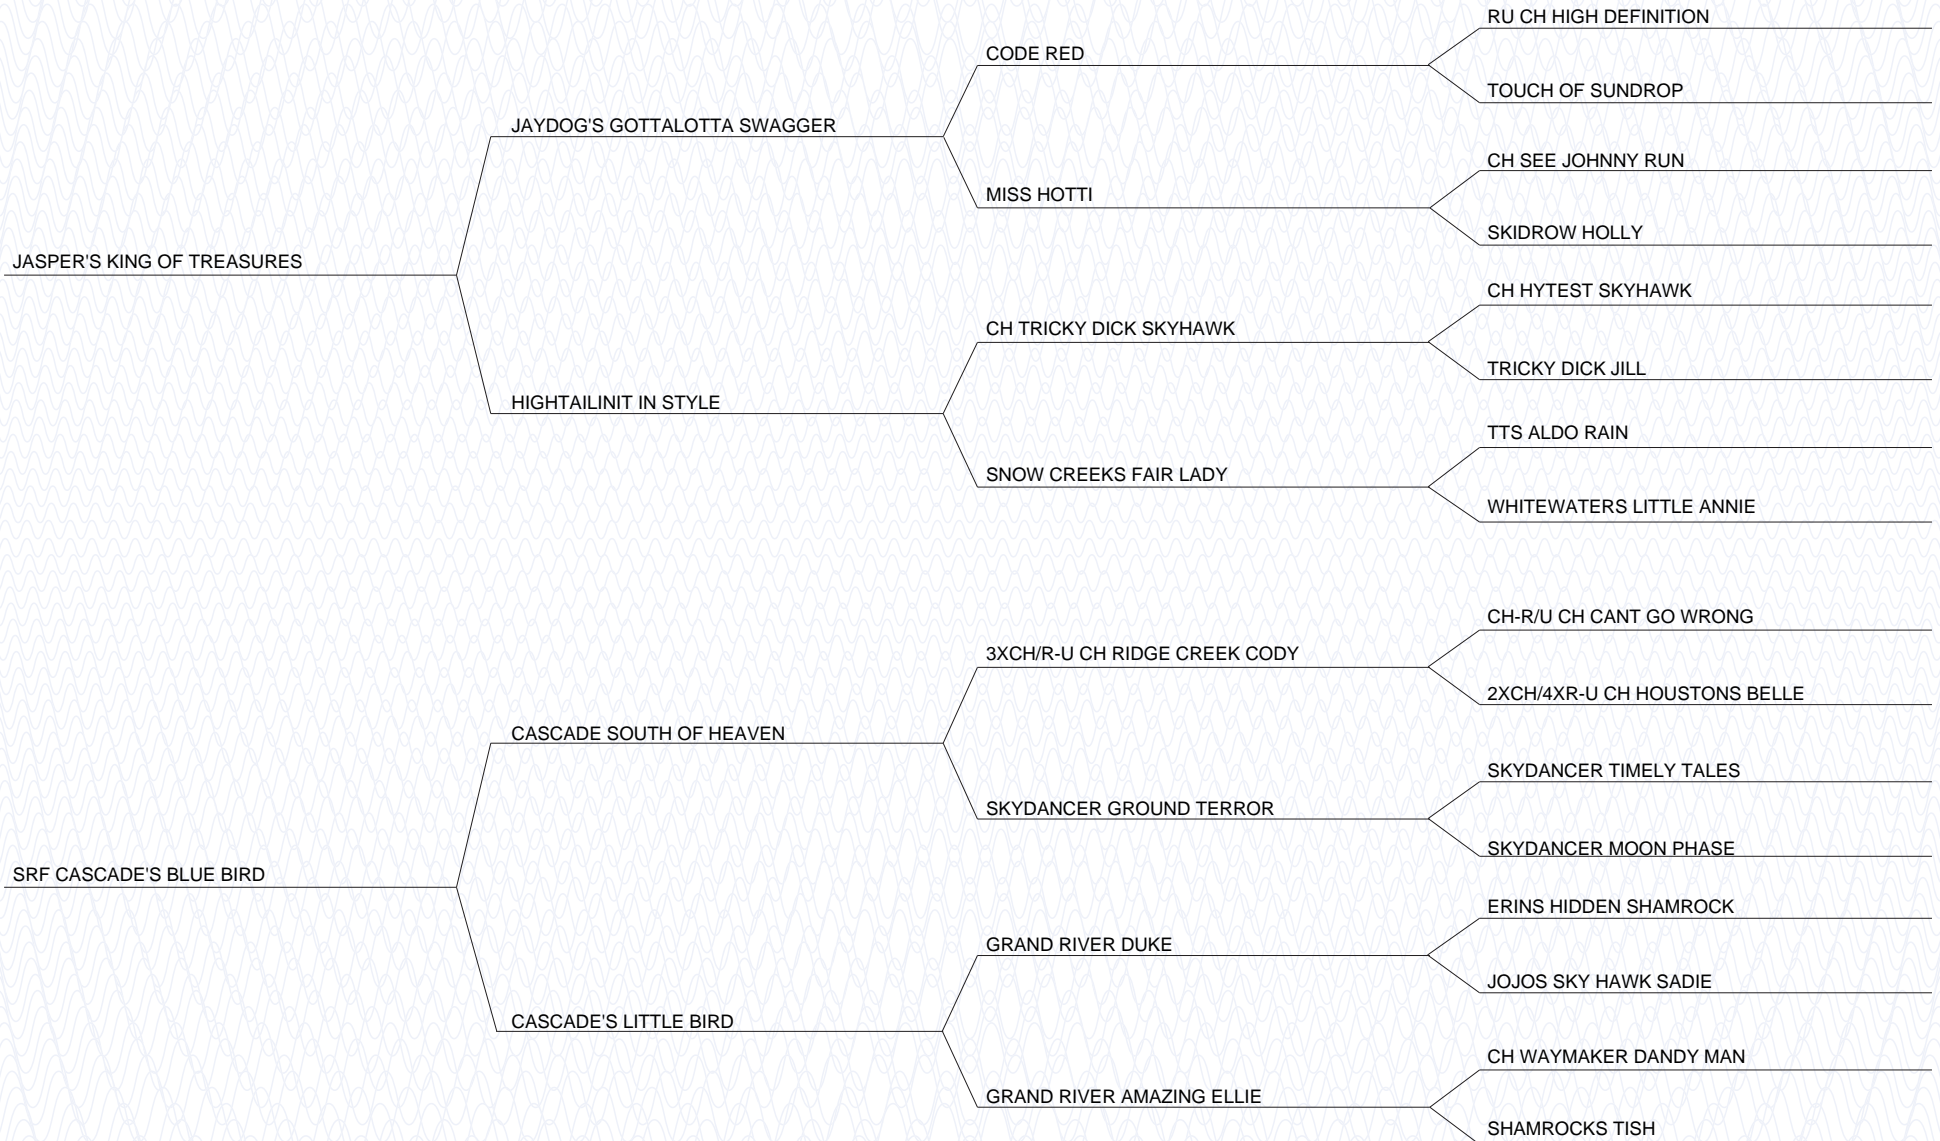 RU CH HIGH DEFINITION
CODE RED
TOUCH OF SUNDROP
JAYDOG'S GOTTALOTTA SWAGGER
CH SEE JOHNNY RUN
MISS HOTTI
SKIDROW HOLLY
JASPER'S KING OF TREASURES
CH HYTEST SKYHAWK
CH TRICKY DICK SKYHAWK
TRICKY DICK JILL
HIGHTAILINIT IN STYLE
TTS ALDO RAIN
SNOW CREEKS FAIR LADY
WHITEWATERS LITTLE ANNIE
CH-R/U CH CANT GO WRONG
3XCH/R-U CH RIDGE CREEK CODY
2XCH/4XR-U CH HOUSTONS BELLE
CASCADE SOUTH OF HEAVEN
SKYDANCER TIMELY TALES
SKYDANCER GROUND TERROR
SKYDANCER MOON PHASE
SRF CASCADE'S BLUE BIRD
ERINS HIDDEN SHAMROCK
GRAND RIVER DUKE
JOJOS SKY HAWK SADIE
CASCADE'S LITTLE BIRD
CH WAYMAKER DANDY MAN
GRAND RIVER AMAZING ELLIE
SHAMROCKS TISH